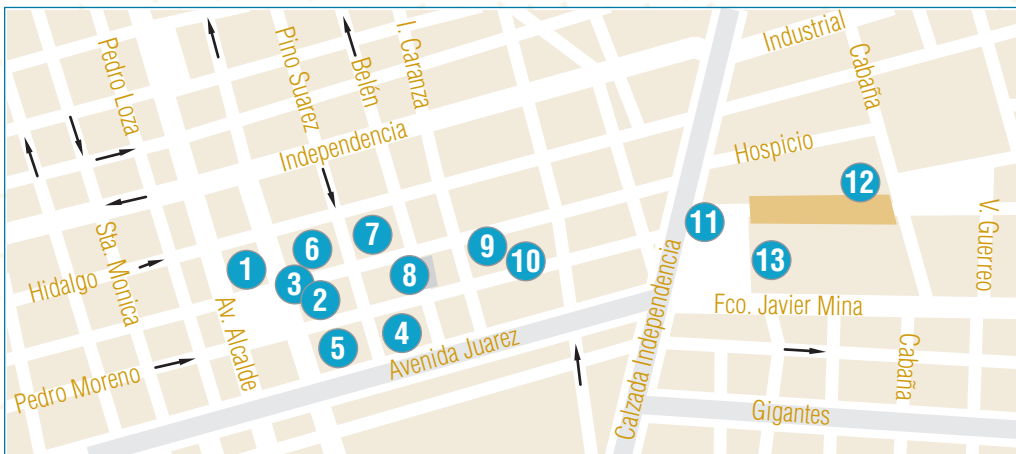 Pedro Loza
Pino Suarez
Belén
I. Caranza
Industrial
Cabaña
Independencia
Hospicio
Sta. Monica
Hidalgo
Av. Alcalde
Pedro Moreno
Avenida Juarez
Calzada Independencia
Fco. Javier Mina
V. Guerreo
Cabaña
Gigantes
1
2
3
4
5
6
7
8
9
10
11
12
13